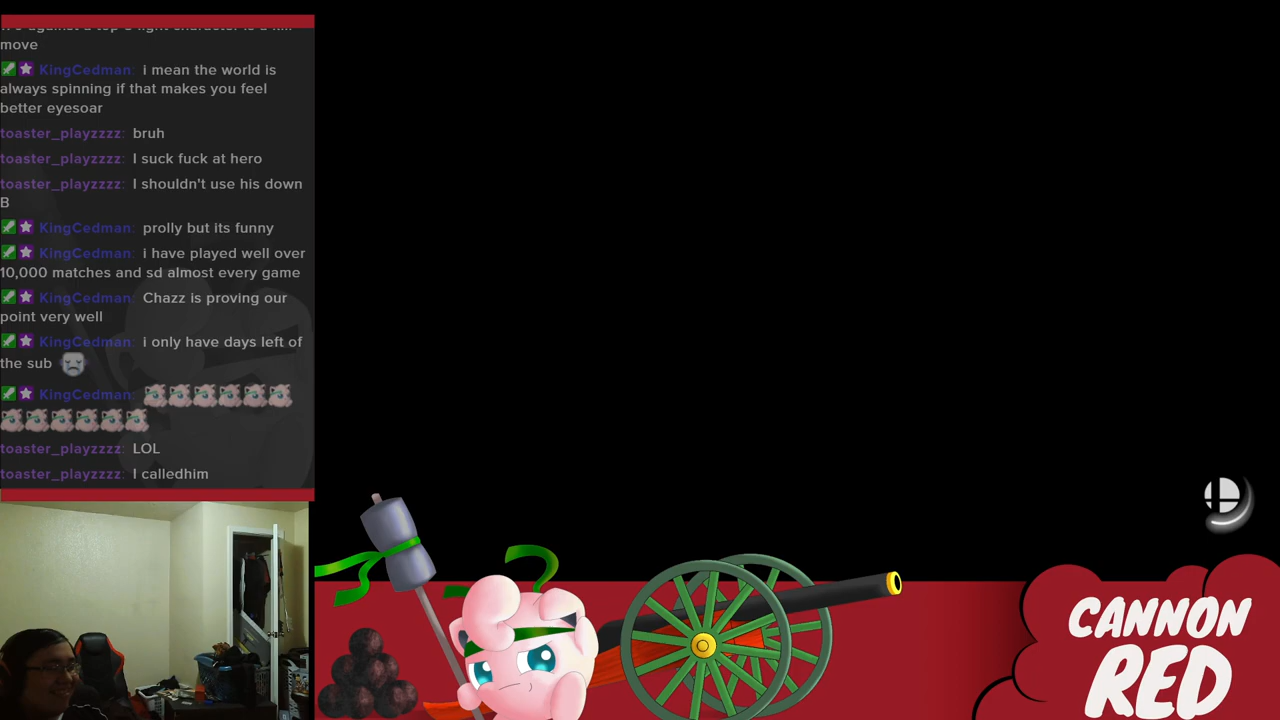 move
KingCedman: i mean the world is
always spinning if that makes you feel
better eyesoar
toaster_playzzzz: bruh
toaster_playzzzz: I suck fuck at hero
toaster_playzzzz: I shouldn't use his down
B
KingCedman: prolly but its funny
KingCedman: i have played well over
10,000 matches and sd almost every game
KingCedman: Chazz is proving our
point very well
KingCedman: i only have days left of
the sub
KingCedman:
toaster_playzzzz: LOL
toaster_playzzzz: I calledhim
CANNON
RED